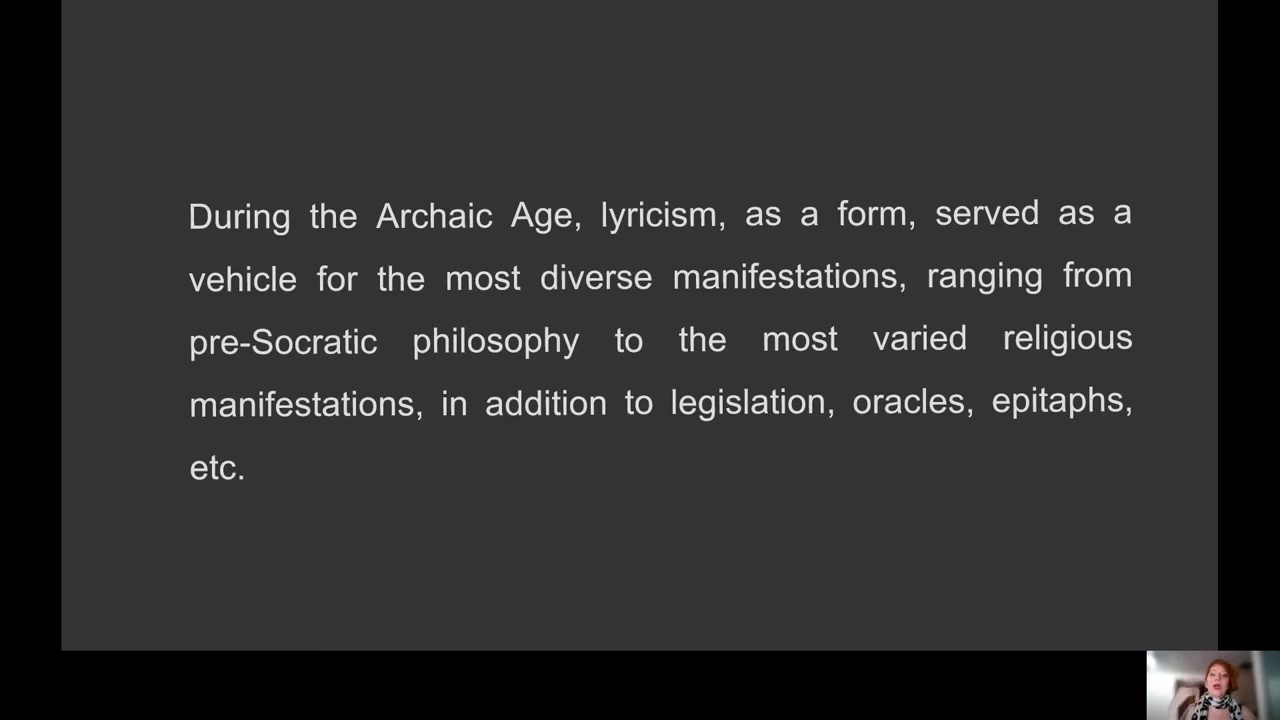 During the Archaic Age, lyricism, as a form, served as a
vehicle for the most diverse manifestations, ranging from
pre-Socratic philosophy to the most varied religious
manifestations, in addition to legislation, oracles, epitaphs,
etc.